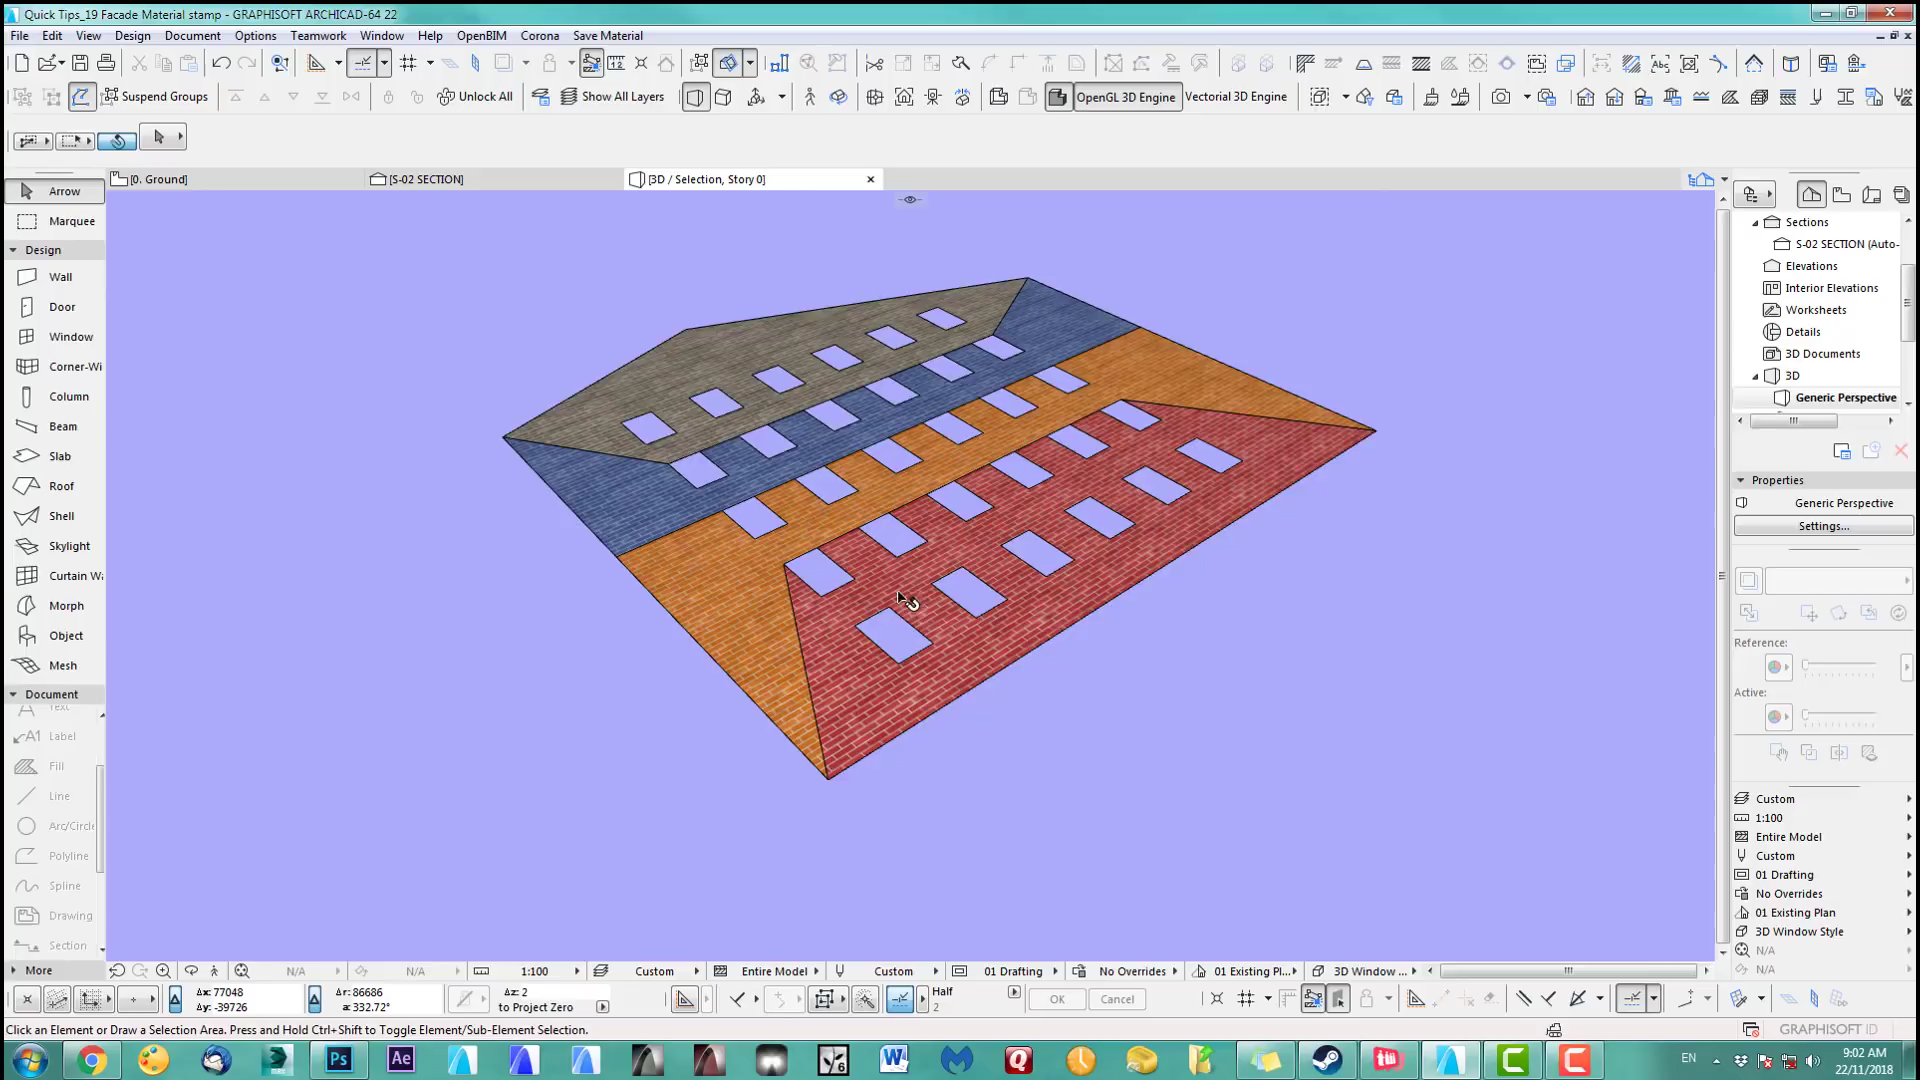 Quick Tips_19 Facade Material stamp - GRAPHISOFT ARCHICAD-64 22
File Edit View Design Document Options Teamwork Window Help OpenBIM Corona Save Material
Suspend Groups Unlock All Show All Layers OpenGL 3D Engine Vectorial 3D Engine
[0. Ground] [S-02 SECTION] [3D / Selection, Story 0]
Arrow
Marquee
Design
Wall
Door
Window
Corner-Wi
Column
Beam
Slab
Roof
Shell
Skylight
Curtain Wa
Morph
Object
Mesh
Document
Text
Label
Fill
Line
Arc/Circle
Polyline
Spline
Drawing
Section
More
Sections
S-02 SECTION (Auto-
Elevations
Interior Elevations
Worksheets
Details
3D Documents
3D
Generic Perspective
Properties
Generic Perspective
Settings...
Reference:
Active:
Custom
1:100
Entire Model
Custom
01 Drafting
No Overrides
01 Existing Plan
3D Window Style
N/A
N/A
N/A N/A 1:100 Custom Entire Model Custom 01 Drafting No Overrides 01 Existing Pl... 3D Window ...
Δx: 77048 Δr: 86686 Δz: 2 Half OK Cancel
Δy: -39726 a: 332.72° to Project Zero 2
Click an Element or Draw a Selection Area. Press and Hold Ctrl+Shift to Toggle Element/Sub-Element Selection.
GRAPHISOFT ID
EN 9:02 AM
22/11/2018